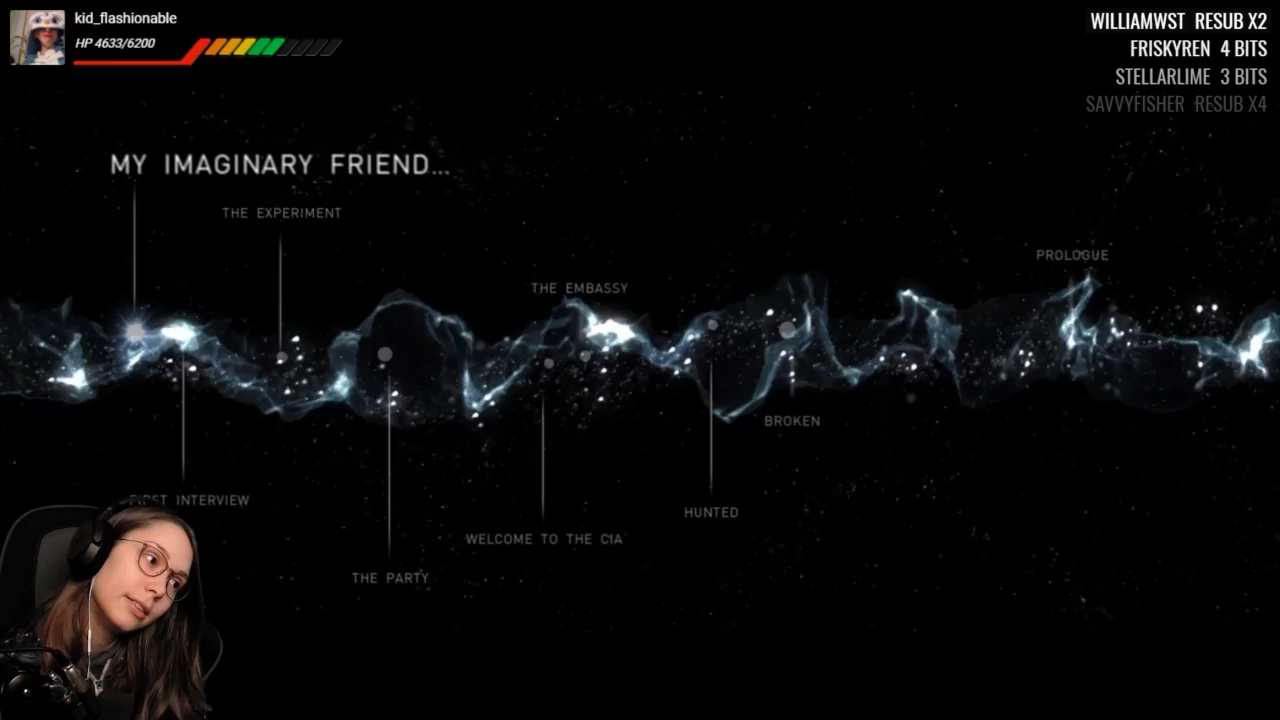 kid_flashionable
HP 4633/6200
WILLIAMWST RESUB X2
FRISKYREN 4 BITS
STELLARLIME 3 BITS
SAVVYFISHER RESUB X4
MY IMAGINARY FRIEND...
THE EXPERIMENT
PROLOGUE
THE EMBASSY
BROKEN
FIRST INTERVIEW
HUNTED
WELCOME TO THE CIA
THE PARTY